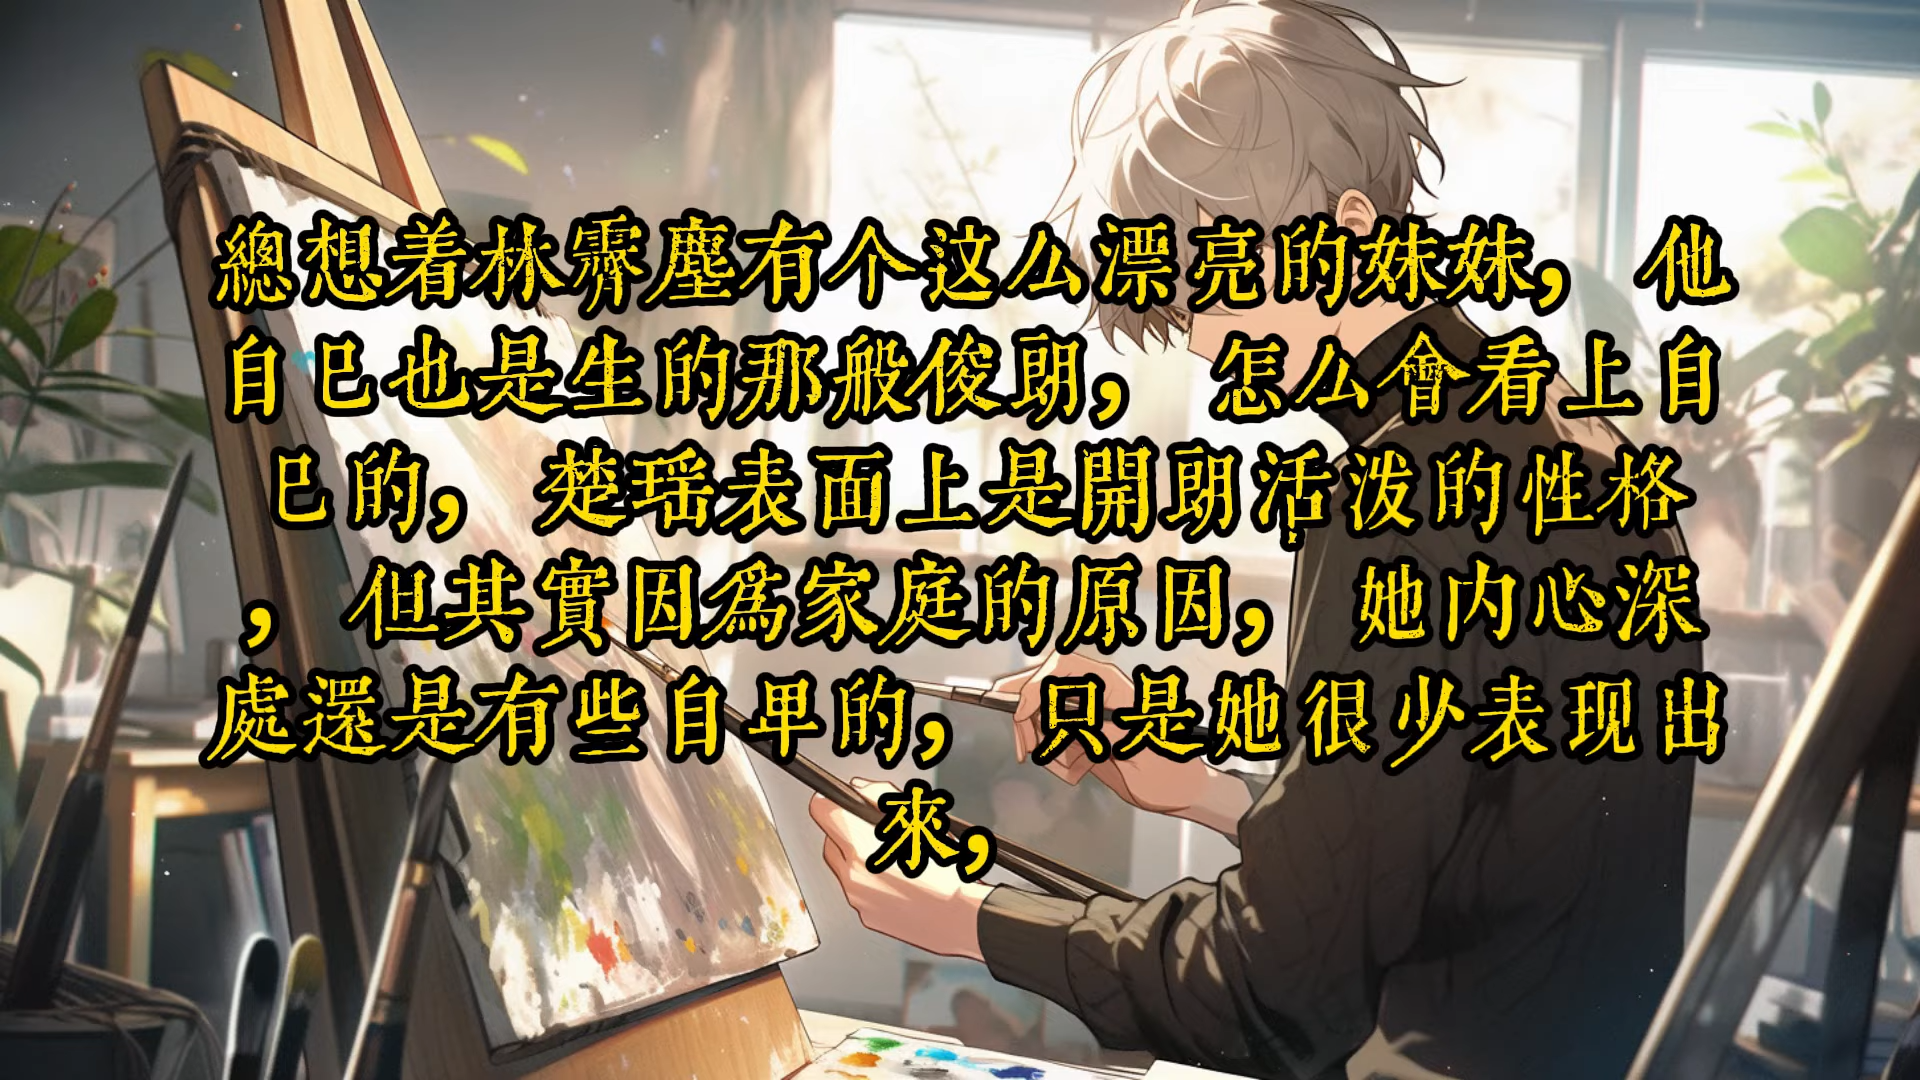 總想着林霽塵有个这么漂亮的妹妹，他
自已也是生的那般俊朗，怎么會看上自
已的，楚瑶表面上是開朗活泼的性格
，但其實因爲家庭的原因，她内心深
處還是有些自卑的，只是她很少表现出
來，